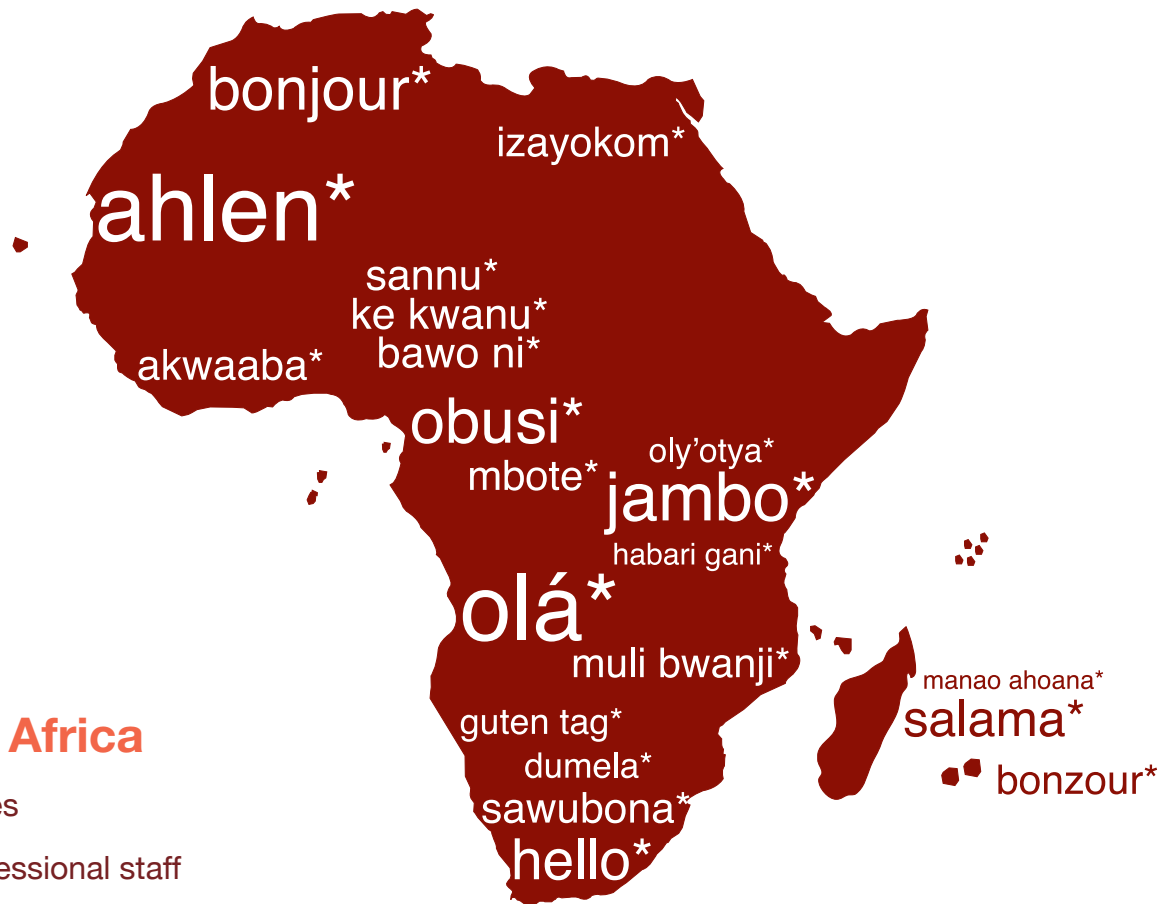 bonjour*
izayokom*
ahlen*
sannu*
ke kwanu*
bawo ni*
akwaaba*
obusi*
oly’otya*
mbote*
jambo*
habari gani*
olá*
muli bwanji*
manao ahoana*
salama*
guten tag*
Africa
dumela*
bonzour*
sawubona*
es
hello*
essional staff